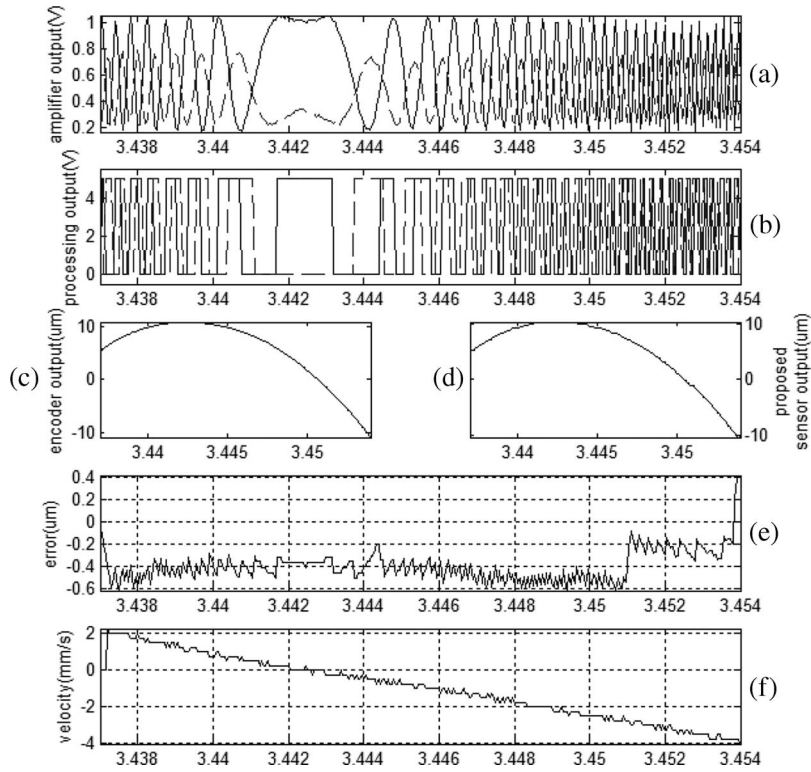 amplifier output(V)
1
0.8
0.6
0.4
0.2
3.438 3.44 3.442 3.444 3.446 3.448 3.45 3.452 3.454
(a)
processing output(V)
4
2
0
3.438 3.44 3.442 3.444 3.446 3.448 3.45 3.452 3.454
(b)
(c)
encoder output(um)
10
0
-10
3.44 3.445 3.45
(d)
10
0
-10
proposed
sensor output(um)
3.44 3.445 3.45
error(um)
0.4
0.2
0
-0.2
-0.4
-0.6
3.438 3.44 3.442 3.444 3.446 3.448 3.45 3.452 3.454
(e)
velocity(mm/s)
2
0
-2
-4
3.438 3.44 3.442 3.444 3.446 3.448 3.45 3.452 3.454
(f)